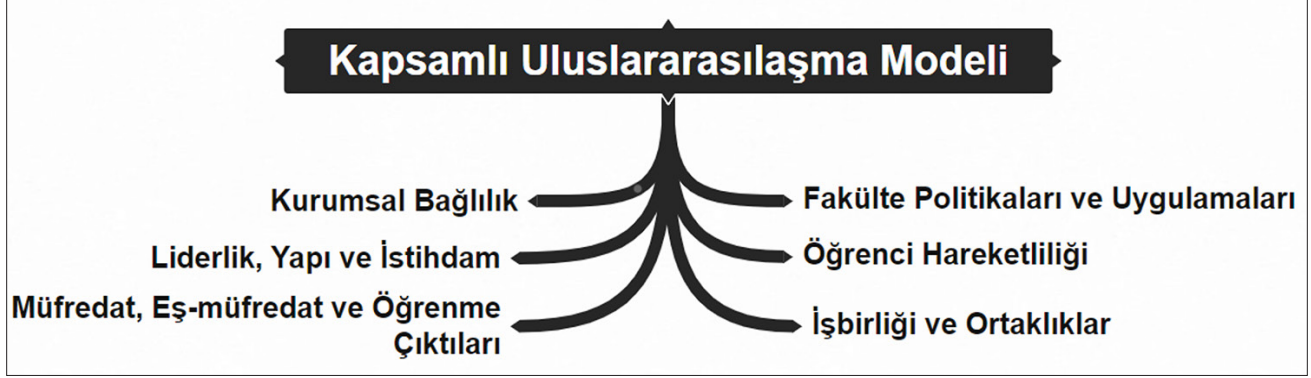 Kapsamlı Uluslararasılaşma Modeli
Kurumsal Bağlılık
Liderlik, Yapı ve İstihdam
Müfredat, Eş-müfredat ve Öğrenme
Çıktıları
Fakülte Politikaları ve Uygulamaları
Öğrenci Hareketliliği
İşbirliği ve Ortaklıklar